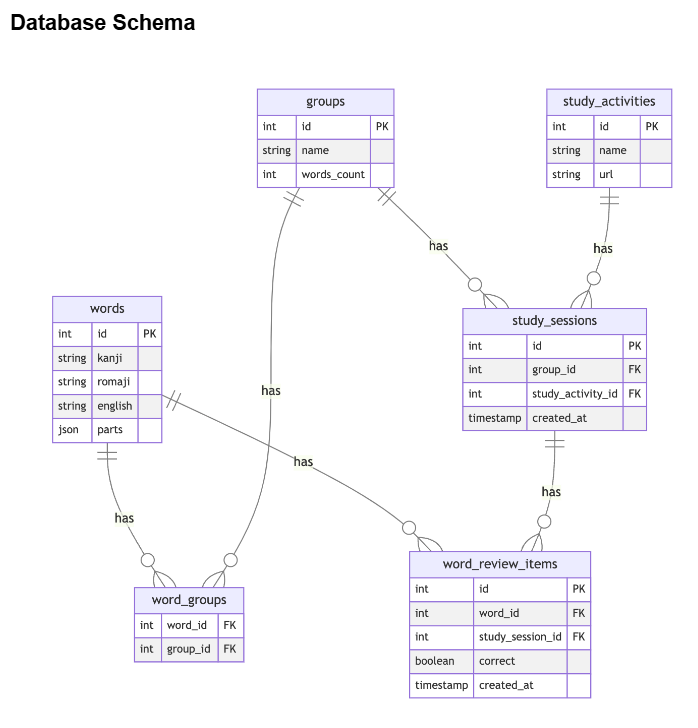 Database Schema
groups
int id PK
string name
int words_count
study_activities
int id PK
string name
string url
has
has
words
int id PK
string kanji
string romaji
string english
json parts
study_sessions
int id PK
int group_id FK
int study_activity_id FK
timestamp created_at
has
has
has
has
word_groups
int word_id FK
int group_id FK
word_review_items
int id PK
int word_id FK
int study_session_id FK
boolean correct
timestamp created_at